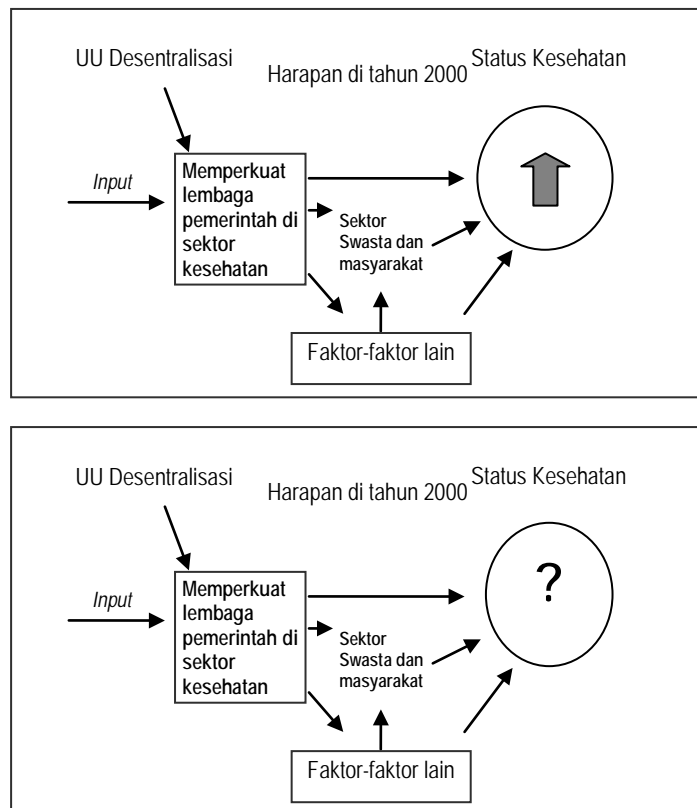 UU Desentralisasi
Harapan di tahun 2000
Status Kesehatan
Input
Memperkuat
lembaga
pemerintah di
sektor
kesehatan
Sektor
Swasta dan
masyarakat
Faktor-faktor lain
UU Desentralisasi
Harapan di tahun 2000
Status Kesehatan
?
Input
Memperkuat
lembaga
pemerintah di
sektor
kesehatan
Sektor
Swasta dan
masyarakat
Faktor-faktor lain